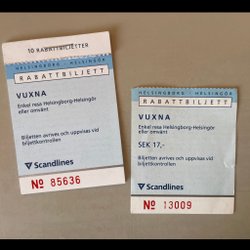 10 RABATTBILJETTER
HELSINGBORG - HELSINGÖR
RABATTBILJETT
VUXNA
Enkel resa Helsingborg-Helsingör
eller omvänt
Biljetten avrives och uppvisas vid
biljettkontrollen
Scandlines
No 85636
HELSINGBORG - HELSINGÖR
RABATTBILJETT
VUXNA
Enkel resa Helsingborg-Helsingör
eller omvänt
SEK 17,-
Biljetten avrives och uppvisas vid
biljettkontrollen
Scandlines
No 13009